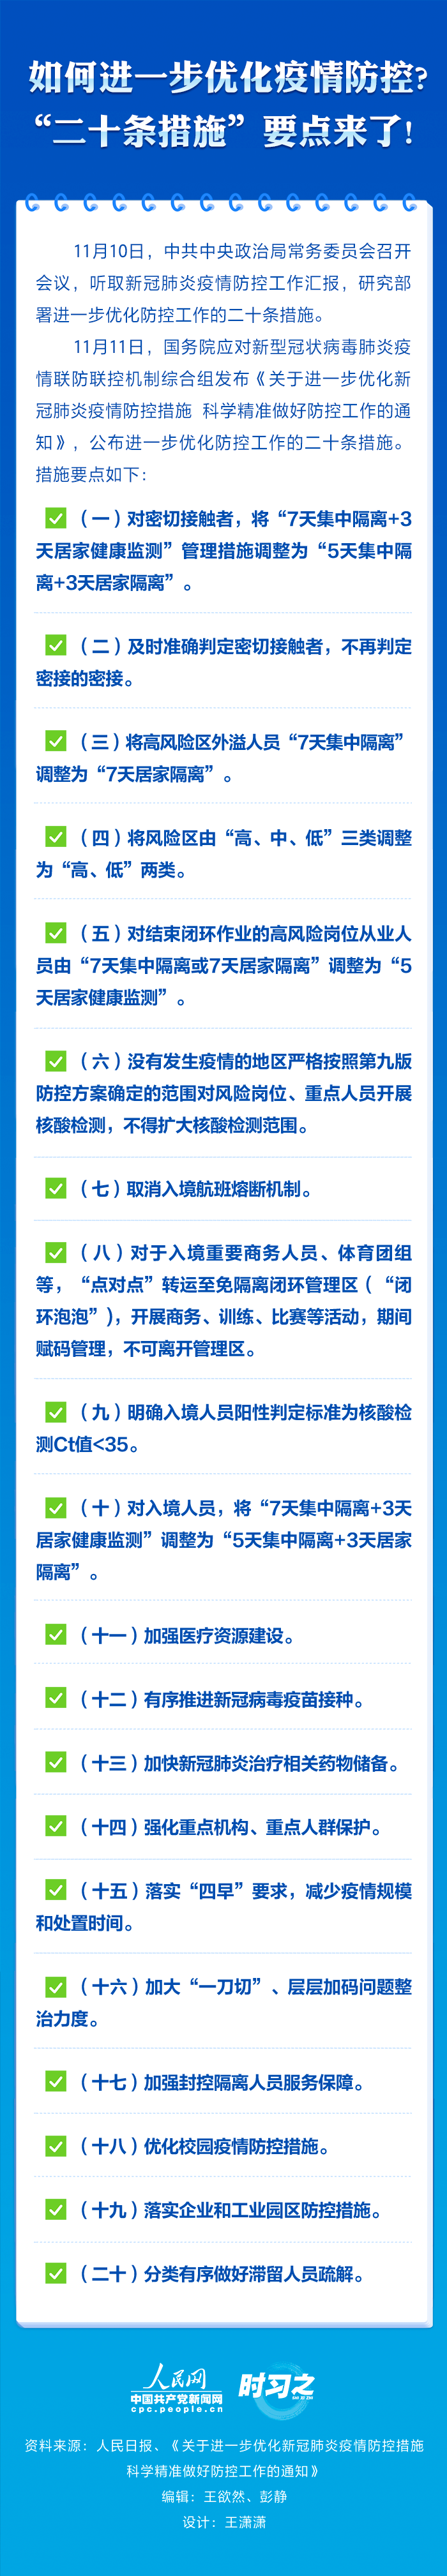 如何进一步优化疫情防控?
“二十条措施”要点来了!
11月10日，中共中央政治局常务委员会召开
会议，听取新冠肺炎疫情防控工作汇报，研究部
署进一步优化防控工作的二十条措施。
11月11日，国务院应对新型冠状病毒肺炎疫
情联防联控机制综合组发布《关于进一步优化新
冠肺炎疫情防控措施 科学精准做好防控工作的通
知》，公布进一步优化防控工作的二十条措施。
措施要点如下：
（一）对密切接触者，将“7天集中隔离+3
天居家健康监测”管理措施调整为“5天集中隔
离+3天居家隔离”。
（二）及时准确判定密切接触者，不再判定
密接的密接。
（三）将高风险区外溢人员“7天集中隔离”
调整为“7天居家隔离”。
（四）将风险区由“高、中、低”三类调整
为“高、低”两类。
（五）对结束闭环作业的高风险岗位从业人
员由“7天集中隔离或7天居家隔离”调整为“5
天居家健康监测”。
（六）没有发生疫情的地区严格按照第九版
防控方案确定的范围对风险岗位、重点人员开展
核酸检测，不得扩大核酸检测范围。
（七）取消入境航班熔断机制。
（八）对于入境重要商务人员、体育团组
等，“点对点”转运至免隔离闭环管理区（“闭
环泡泡”），开展商务、训练、比赛等活动，期间
赋码管理，不可离开管理区。
（九）明确入境人员阳性判定标准为核酸检
测Ct值<35。
（十）对入境人员，将“7天集中隔离+3天
居家健康监测”调整为“5天集中隔离+3天居家
隔离”。
（十一）加强医疗资源建设。
（十二）有序推进新冠病毒疫苗接种。
（十三）加快新冠肺炎治疗相关药物储备。
（十四）强化重点机构、重点人群保护。
（十五）落实“四早”要求，减少疫情规模
和处置时间。
（十六）加大“一刀切”、层层加码问题整
治力度。
（十七）加强封控隔离人员服务保障。
（十八）优化校园疫情防控措施。
（十九）落实企业和工业园区防控措施。
（二十）分类有序做好滞留人员疏解。
人民网 时习之
中国共产党新闻网
cpc.people.com.cn
资料来源：人民日报、《关于进一步优化新冠肺炎疫情防控措施
科学精准做好防控工作的通知》
编辑：王欲然、彭静
设计：王潇潇